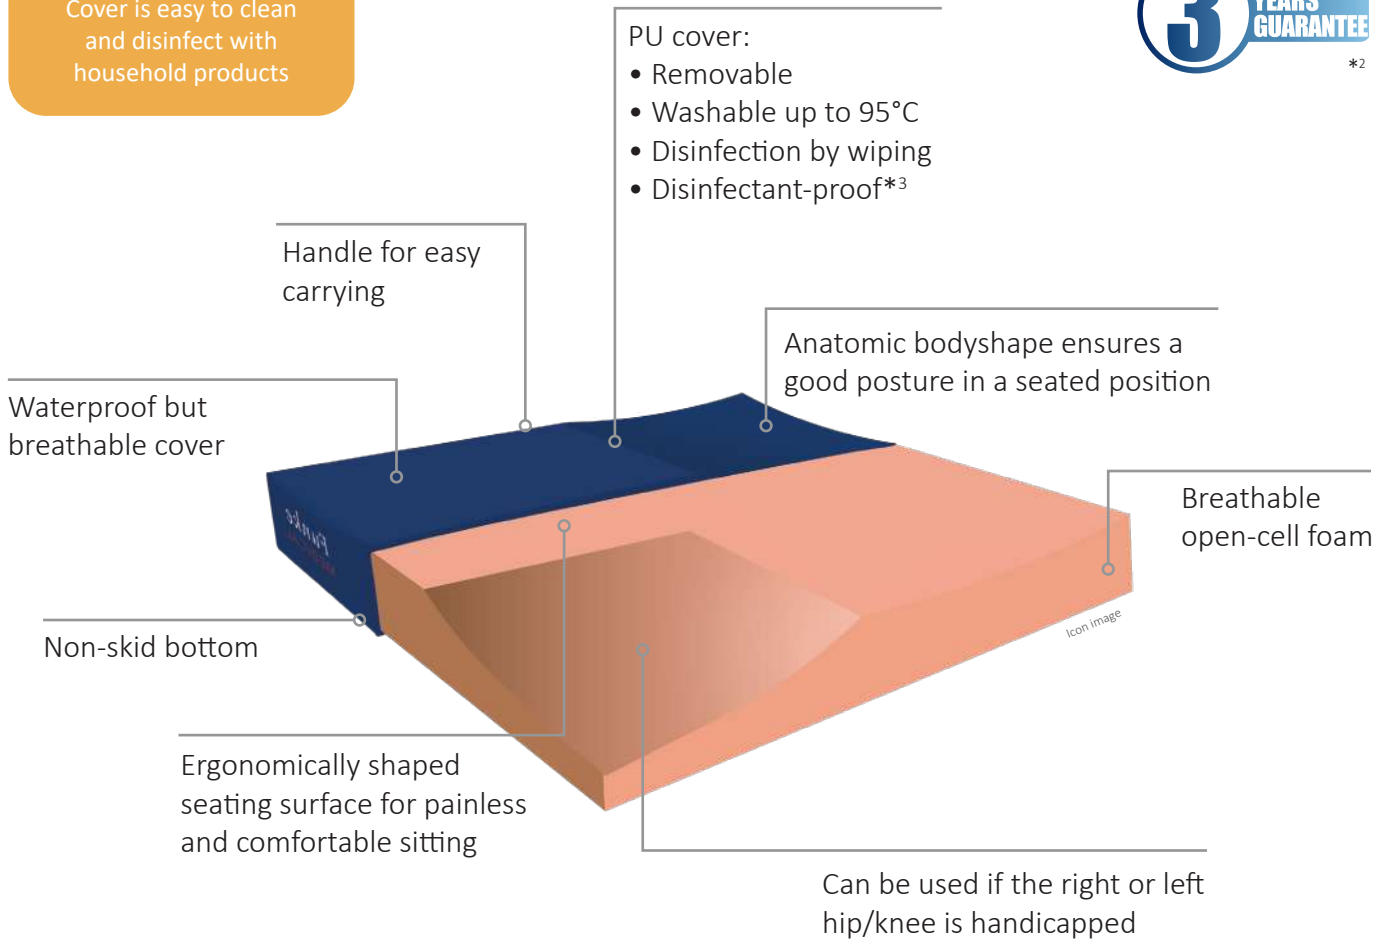 Cover is easy to clean
and disinfect with
household products
3 YEARS
GUARANTEE
*2
PU cover:
• Removable
• Washable up to 95°C
• Disinfection by wiping
• Disinfectant-proof*3
Handle for easy
carrying
Anatomic bodyshape ensures a
good posture in a seated position
Waterproof but
breathable cover
Breathable
open-cell foam
Icon image
Non-skid bottom
Ergonomically shaped
seating surface for painless
and comfortable sitting
Can be used if the right or left
hip/knee is handicapped